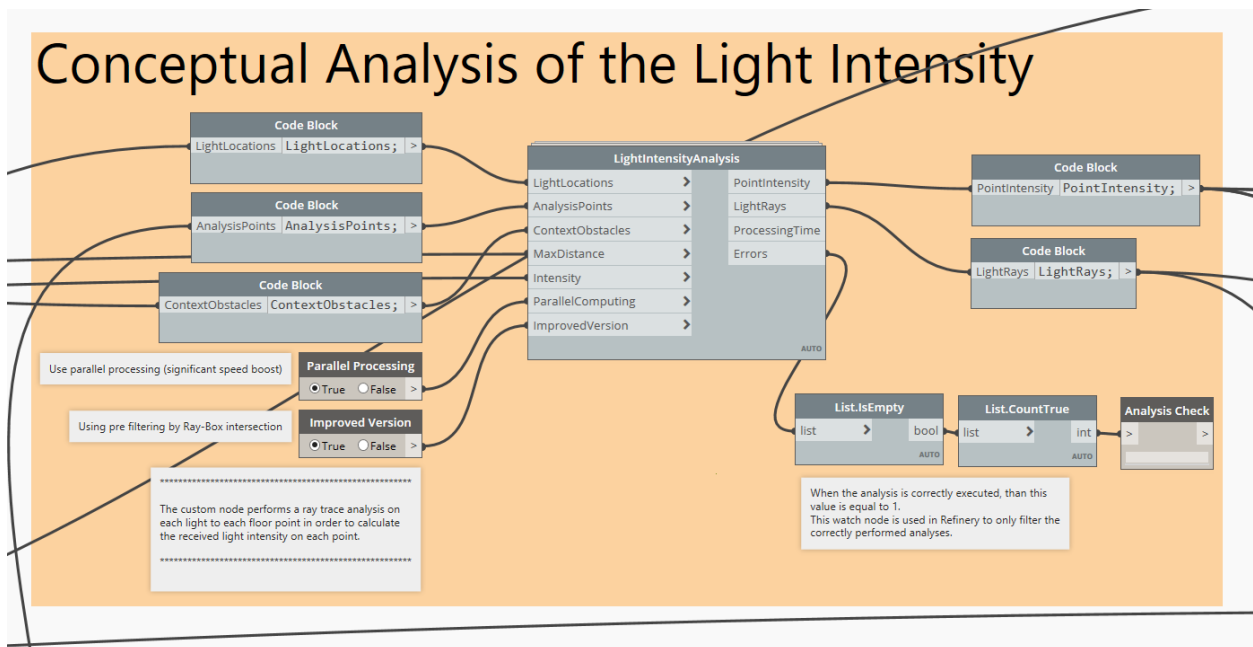 Conceptual Analysis of the Light Intensity
Code Block
LightLocations LightLocations; >
Code Block
AnalysisPoints AnalysisPoints; >
Code Block
ContextObstacles ContextObstacles; >
LightIntensityAnalysis
LightLocations > PointIntensity
AnalysisPoints > LightRays
ContextObstacles > ProcessingTime
MaxDistance > Errors
Intensity >
ParallelComputing >
ImprovedVersion >
AUTO
Code Block
PointIntensity PointIntensity; >
Code Block
LightRays LightRays; >
Use parallel processing (significant speed boost)
Parallel Processing
True False >
Using pre filtering by Ray-Box intersection
Improved Version
True False >
*******************************************************
The custom node performs a ray trace analysis on
each light to each floor point in order to calculate
the received light intensity on each point.
*******************************************************
List.IsEmpty
list > bool
AUTO
List.CountTrue
list > int
AUTO
Analysis Check
> >
When the analysis is correctly executed, than this
value is equal to 1.
This watch node is used in Refinery to only filter the
correctly performed analyses.